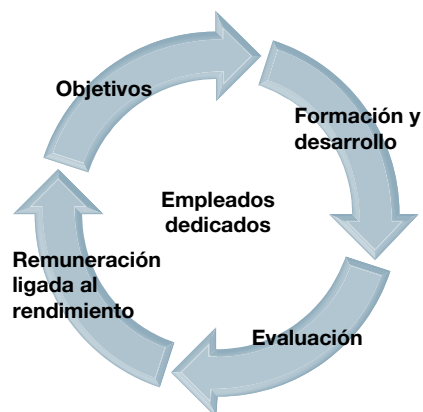 Objetivos
Formación y
desarrollo
Empleados
dedicados
Remuneración
ligada al
rendimiento
Evaluación